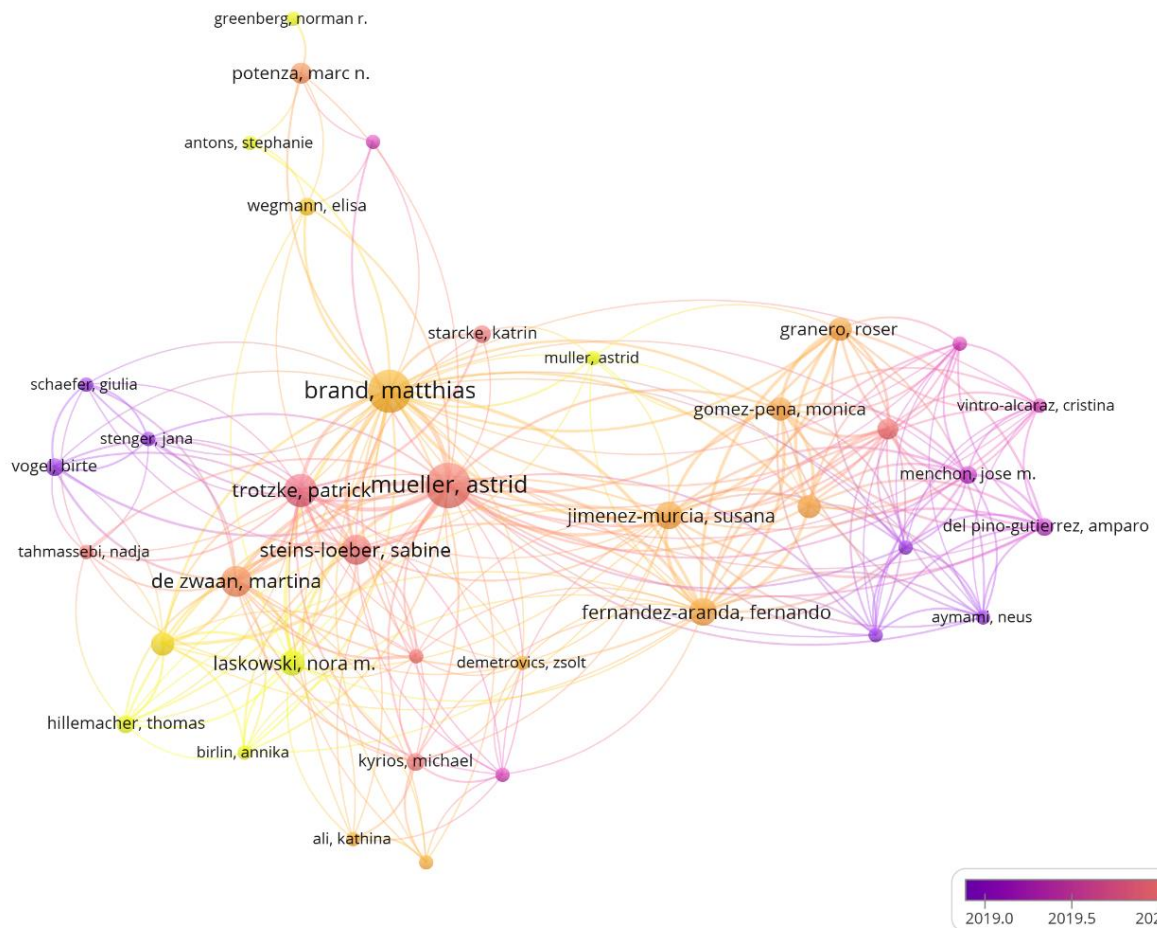 greenberg, norman r.
potenza, marc n.
antons, stephanie
wegmann, elisa
starcke, katrin
granero, roser
muller, astrid
schaefer, giulia
brand, matthias
gomez-pena, monica
vintro-alcaraz, cristina
stenger, jana
vogel, birte
menchon, jose m.
trotzke, patrick
mueller, astrid
jimenez-murcia, susana
del pino-gutierrez, amparo
tahmassebi, nadja
steins-loeber, sabine
de zwaan, martina
fernandez-aranda, fernando
aymami, neus
laskowski, nora m.
demetrovics, zsolt
hillemacher, thomas
birlin, annika
kyrios, michael
ali, kathina
2019.0 2019.5 202